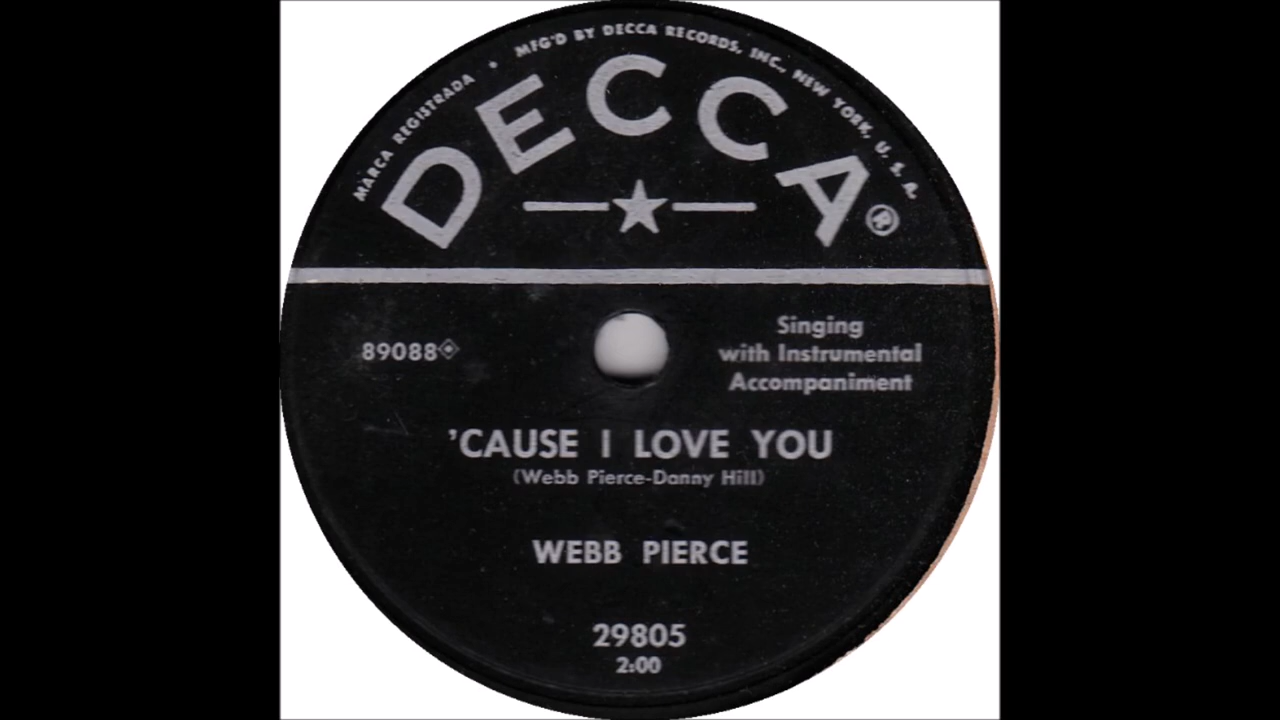 MARCA REGISTRADA • MFG'D BY DECCA RECORDS, INC., NEW YORK, U. S. A.
DECCA®
89088
Singing
with Instrumental
Accompaniment
'CAUSE I LOVE YOU
(Webb Pierce-Danny Hill)
WEBB PIERCE
29805
2:00